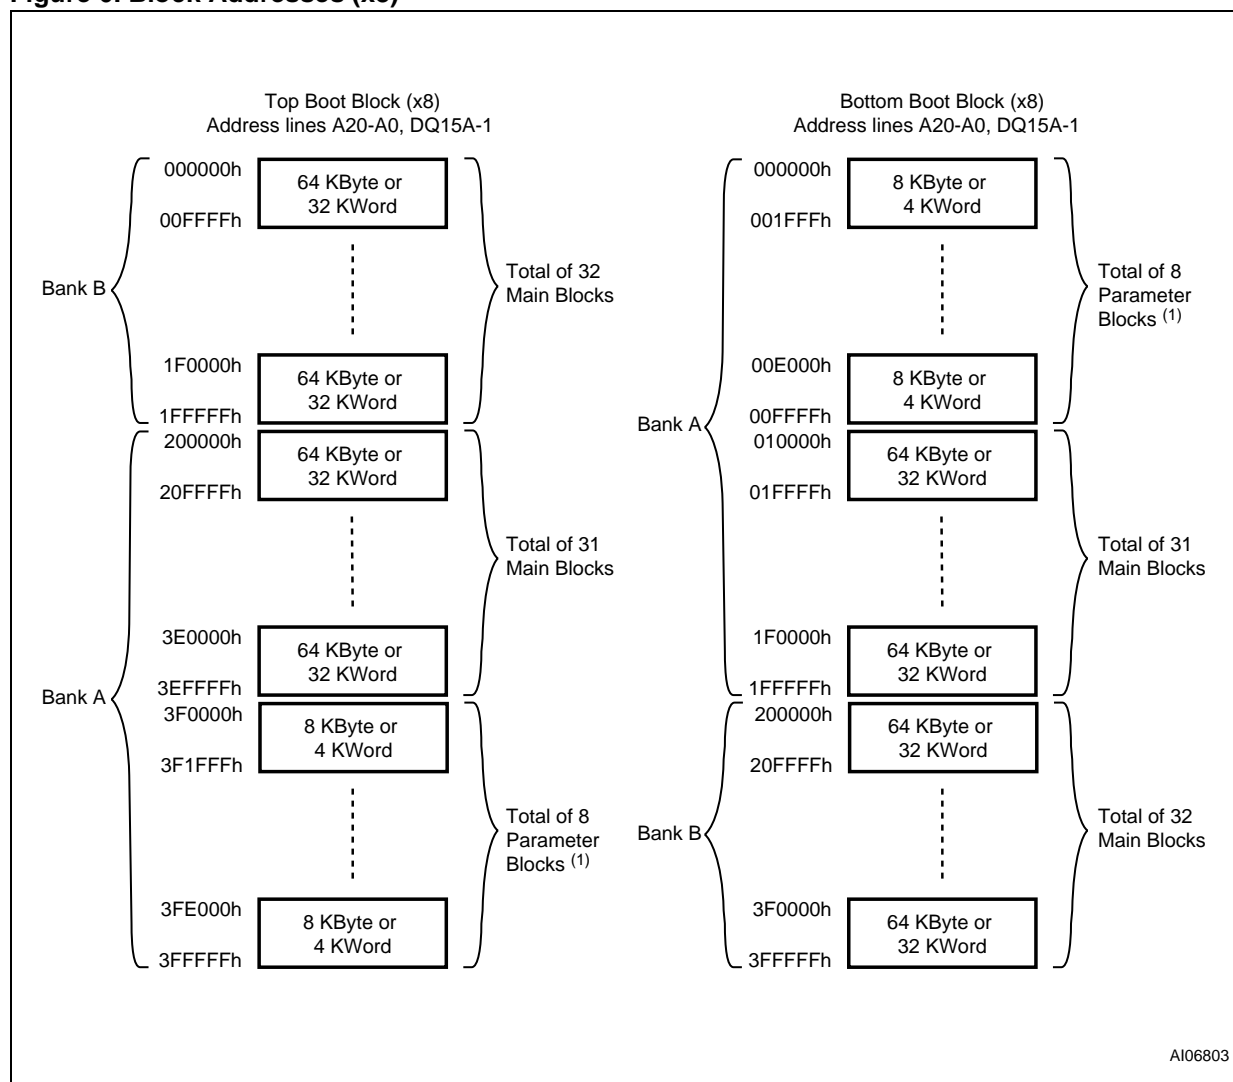 Top Boot Block (x8)
Address lines A20-A0, DQ15A-1
000000h
64 KByte or
32 KWord
00FFFFh
Bank B
Total of 32
Main Blocks
1F0000h
64 KByte or
32 KWord
1FFFFFh
200000h
64 KByte or
32 KWord
20FFFFh
Total of 31
Main Blocks
3E0000h
64 KByte or
32 KWord
3EFFFFh
Bank A
3F0000h
8 KByte or
4 KWord
3F1FFFh
Total of 8
Parameter
Blocks (1)
3FE000h
8 KByte or
4 KWord
3FFFFFh
Bottom Boot Block (x8)
Address lines A20-A0, DQ15A-1
000000h
8 KByte or
4 KWord
001FFFh
Total of 8
Parameter
Blocks (1)
00E000h
8 KByte or
4 KWord
00FFFFh
Bank A
010000h
64 KByte or
32 KWord
01FFFFh
Total of 31
Main Blocks
1F0000h
64 KByte or
32 KWord
1FFFFFh
200000h
64 KByte or
32 KWord
20FFFFh
Bank B
Total of 32
Main Blocks
3F0000h
64 KByte or
32 KWord
3FFFFFh
AI06803